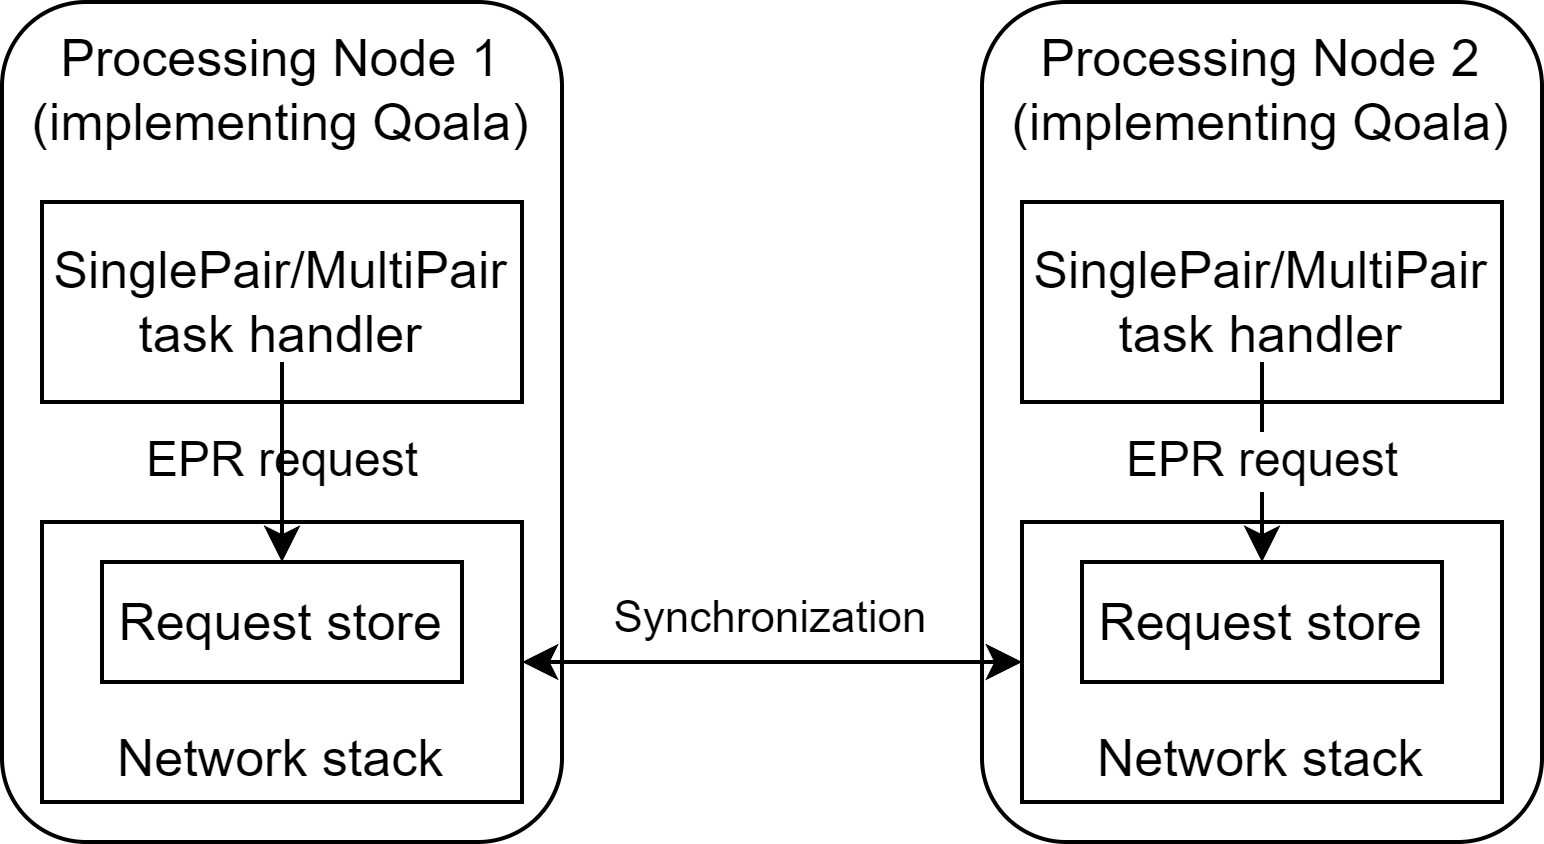 Processing Node 1
(implementing Qoala)
SinglePair/MultiPair
task handler
EPR request
Request store
Network stack
Synchronization
Processing Node 2
(implementing Qoala)
SinglePair/MultiPair
task handler
EPR request
Request store
Network stack